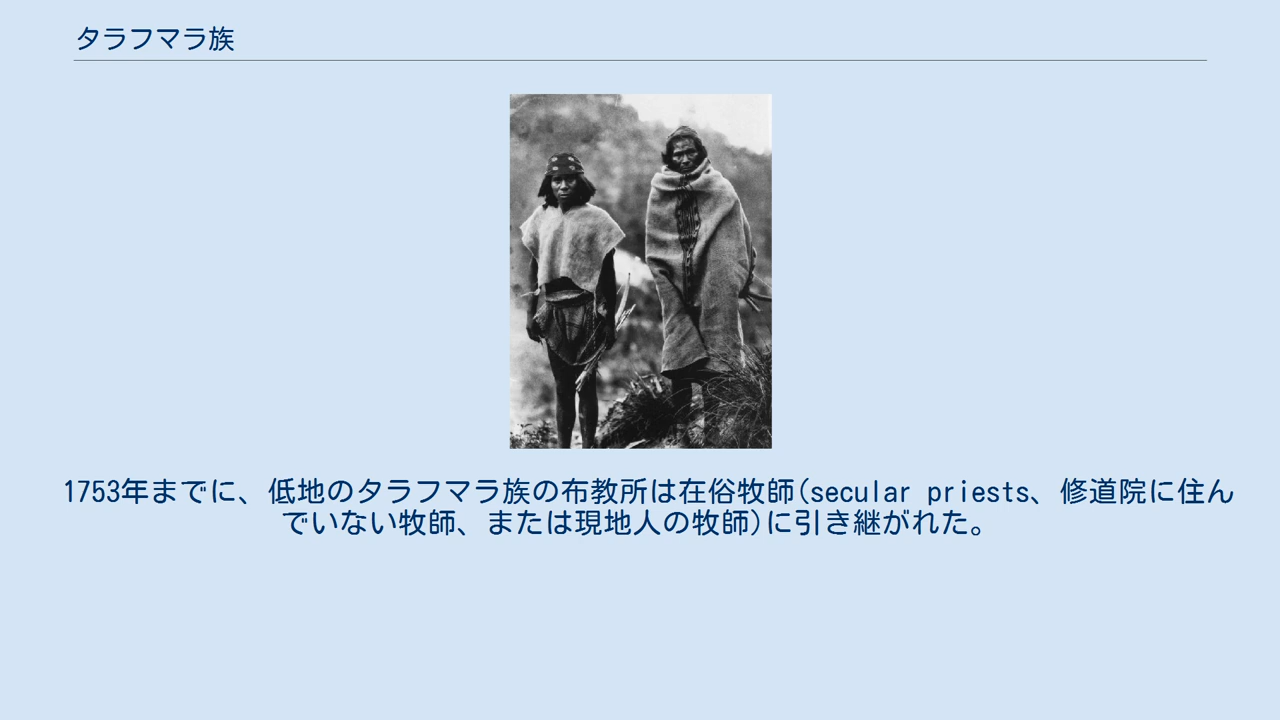 タラフマラ族
1753年までに、低地のタラフマラ族の布教所は在俗牧師(secular priests、修道院に住ん
でいない牧師、または現地人の牧師)に引き継がれた。